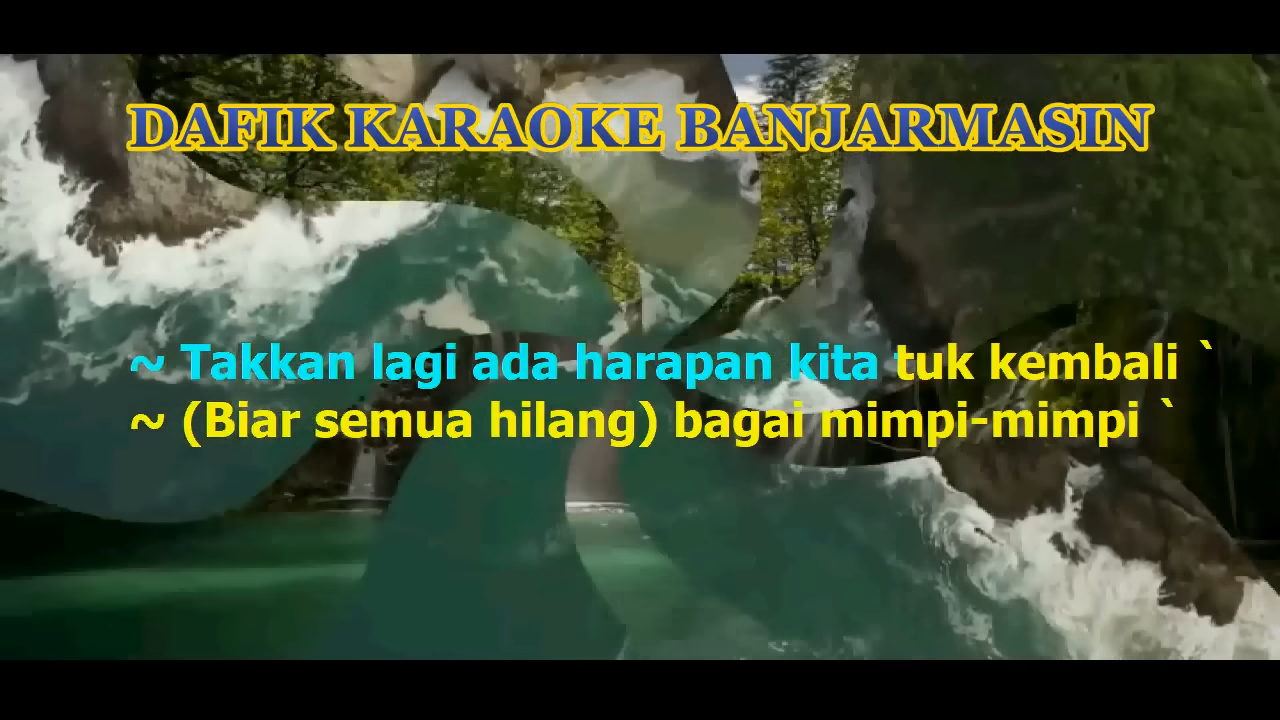 DAFIK KARAOKE BANJARMASIN
~ Takkan lagi ada harapan kita tuk kembali `
~ (Biar semua hilang) bagai mimpi-mimpi `